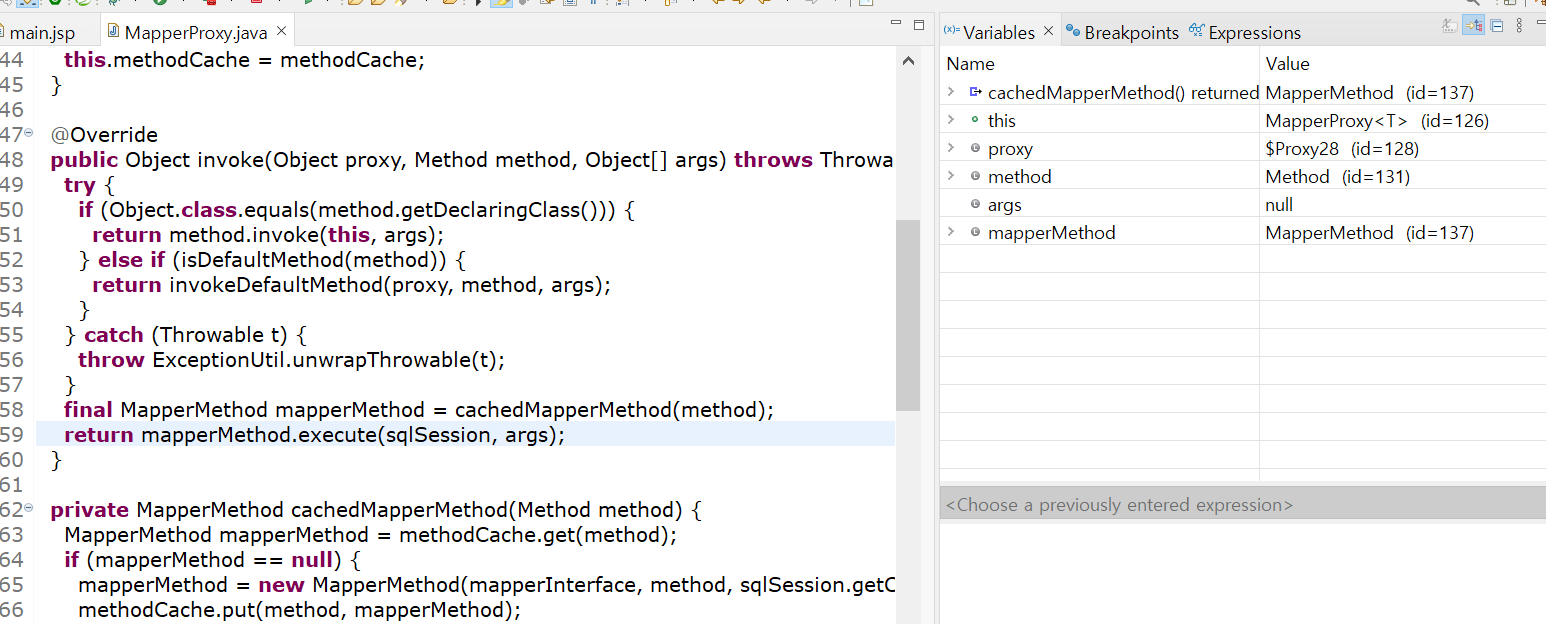 main.jsp
MapperProxy.java
44 this.methodCache = methodCache;
45 }
46
47 @Override
48 public Object invoke(Object proxy, Method method, Object[] args) throws Throwa
49 try {
50 if (Object.class.equals(method.getDeclaringClass())) {
51 return method.invoke(this, args);
52 } else if (isDefaultMethod(method)) {
53 return invokeDefaultMethod(proxy, method, args);
54 }
55 } catch (Throwable t) {
56 throw ExceptionUtil.unwrapThrowable(t);
57 }
58 final MapperMethod mapperMethod = cachedMapperMethod(method);
59 return mapperMethod.execute(sqlSession, args);
60 }
61
62 private MapperMethod cachedMapperMethod(Method method) {
63 MapperMethod mapperMethod = methodCache.get(method);
64 if (mapperMethod == null) {
65 mapperMethod = new MapperMethod(mapperInterface, method, sqlSession.getC
66 methodCache.put(method, mapperMethod);
(x)= Variables Breakpoints Expressions
Name Value
cachedMapperMethod() returned MapperMethod (id=137)
this MapperProxy<T> (id=126)
proxy $Proxy28 (id=128)
method Method (id=131)
args null
mapperMethod MapperMethod (id=137)
<Choose a previously entered expression>